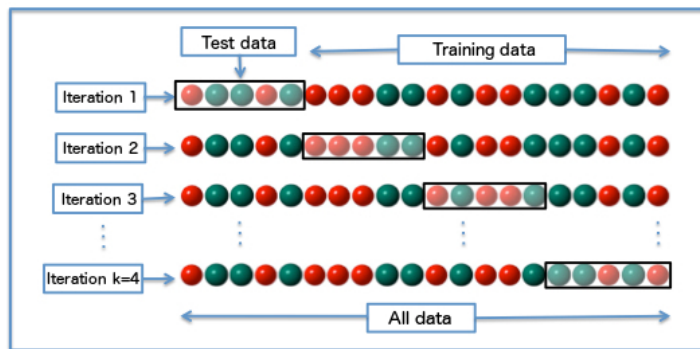 Test data
Training data
Iteration 1
Iteration 2
Iteration 3
Iteration k=4
All data